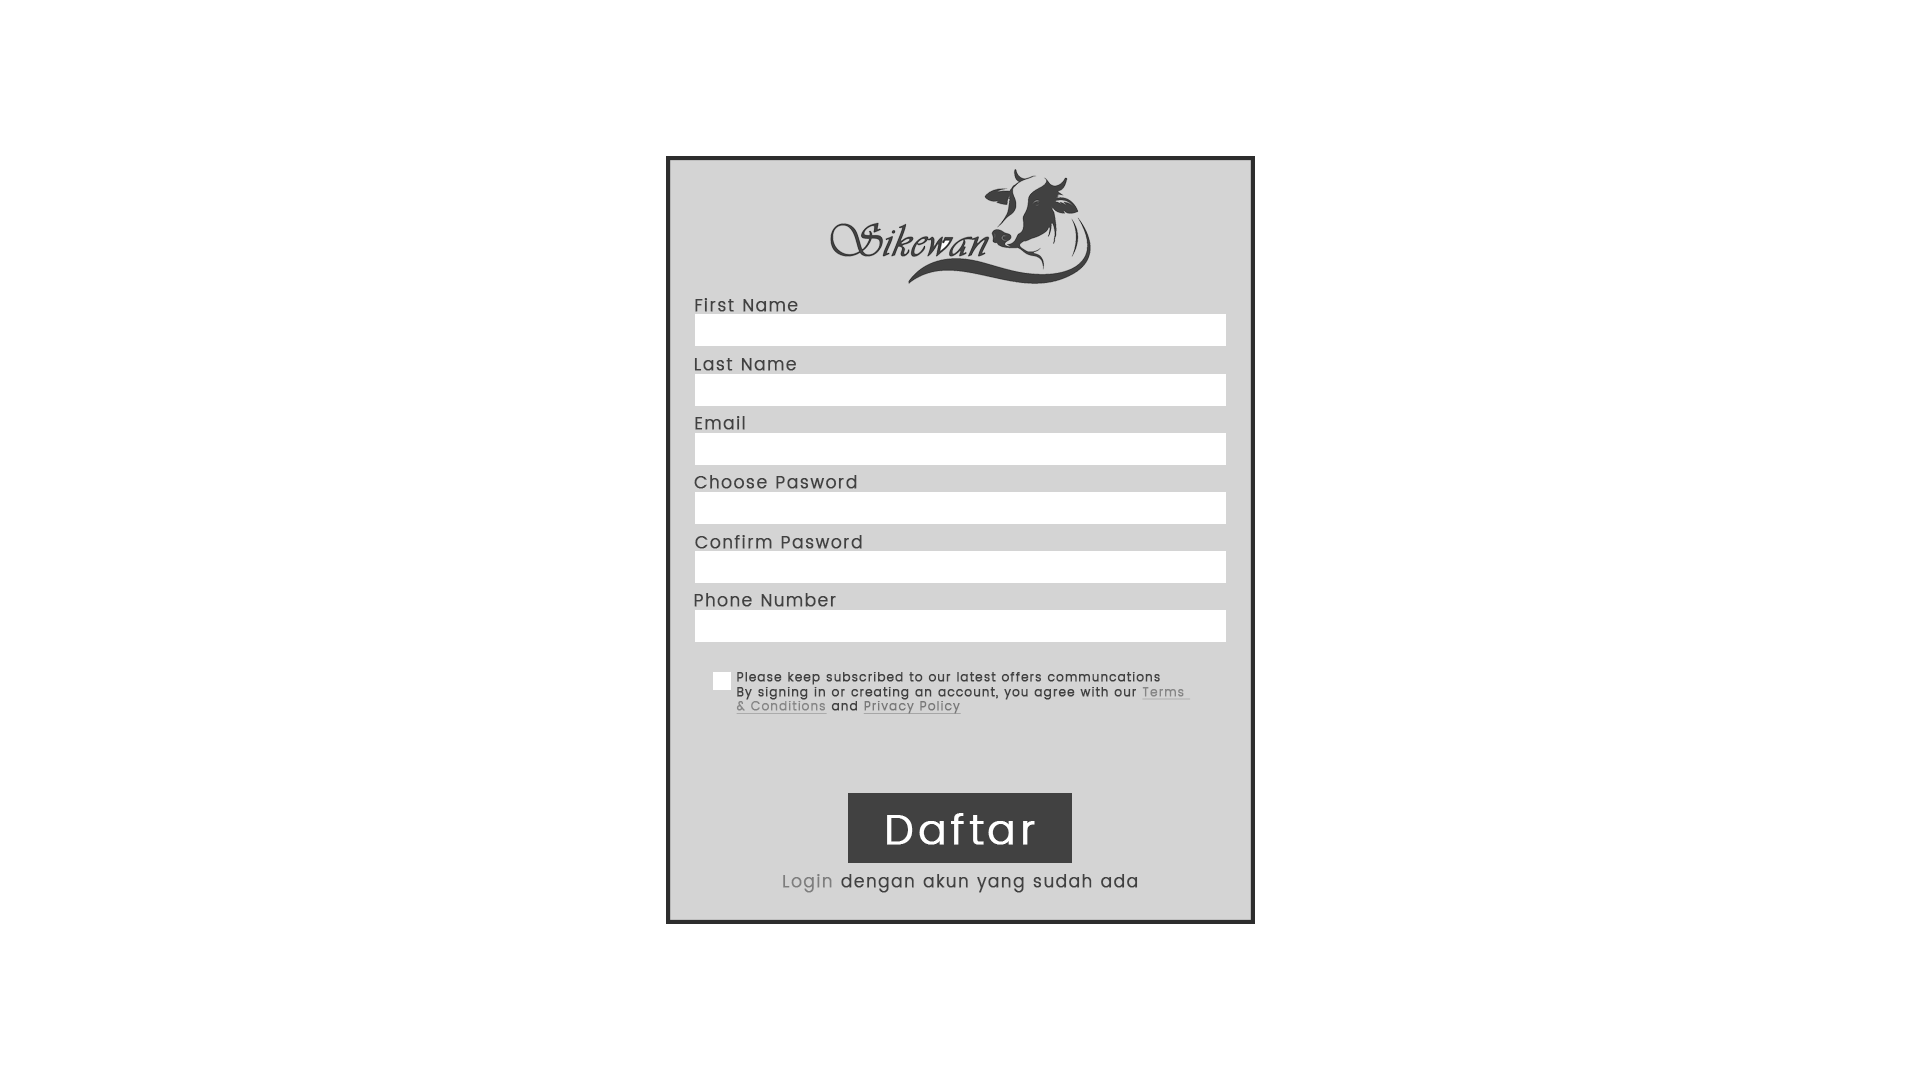 Sikewan
First Name
Last Name
Email
Choose Pasword
Confirm Pasword
Phone Number
Please keep subscribed to our latest offers communcations
By signing in or creating an account, you agree with our Terms
& Conditions and Privacy Policy
Daftar
Login dengan akun yang sudah ada